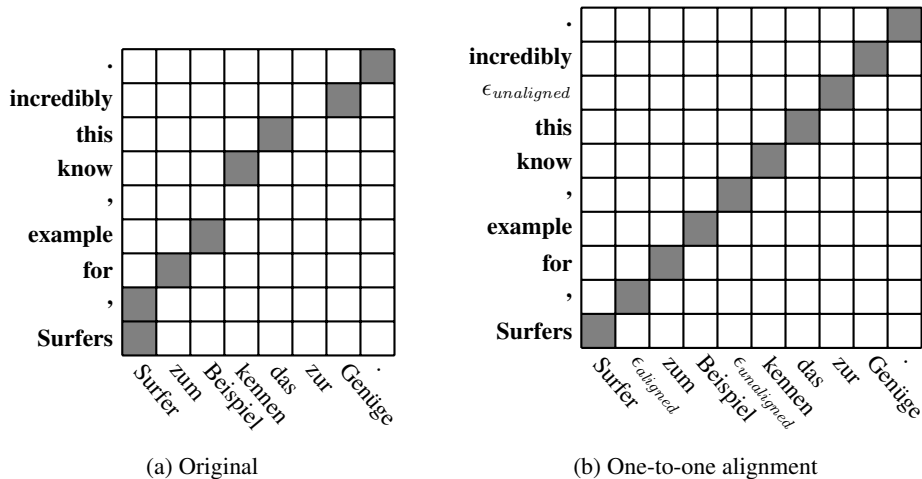 .
incredibly
this
know
,
example
for
,
Surfers
Surfer
zum
Beispiel
kennen
das
zur
Genüge
.
(a) Original
.
incredibly
ϵunaligned
this
know
,
example
for
,
Surfers
Surfer
ϵaligned
zum
Beispiel
ϵunaligned
kennen
das
zur
Genüge
.
(b) One-to-one alignment